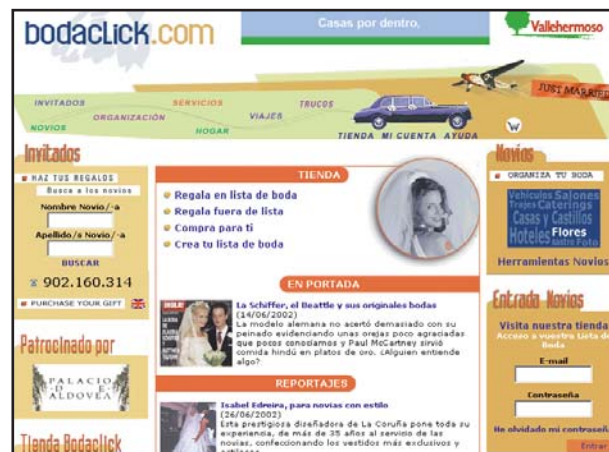 bodaclick.com
Casas por dentro,
Vallehermoso
JUST MARRIED
INVITADOS
SERVICIOS
TRUCOS
ORGANIZACIÓN
VIAJES
NOVIOS
HOGAR
TIENDA MI CUENTA AYUDA
Invitados
HAZ TUS REGALOS
Busca a los novios
Nombre Novio/-a
Apellido/s Novio/-a
BUSCAR
902.160.314
PURCHASE YOUR GIFT
Patrocinado por
PALACIO
-D E-
ALDOVEA
Tienda Bodaclick
TIENDA
Regala en lista de boda
Regala fuera de lista
Compra para ti
Crea tu lista de boda
EN PORTADA
¡HOLA!
La Schiffer, el Beattle y sus originales bodas
(14/06/2002)
La modelo alemana no acertó demasiado con su
peinado evidenciando unas orejas poco agraciadas
que pocos conocíamos y Paul McCartney sirvió
comida hindú en platos de oro. ¿Alguien entiende
algo?
REPORTAJES
Isabel Edreira, para novias con estilo
(26/06/2002)
Esta prestigiosa diseñadora de La Coruña pone toda su
experiencia, de más de 35 años al servicio de las
novias, confeccionando los vestidos más exclusivos y
Novios
ORGANIZA TU BODA
Vehículos Salones
Trajes Caterings
Casas y Castillos
Hoteles Flores
Foto
Herramientas Novios
Entrada Novios
Visita nuestra tienda
Acceso a vuestra Lista de
Boda
E-mail
Contraseña
He olvidado mi contraseña
Entrar